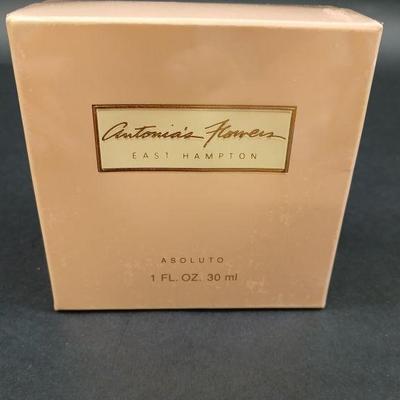 Antonia's Flowers
EAST HAMPTON
ASOLUTO
1 FL. OZ. 30 ml